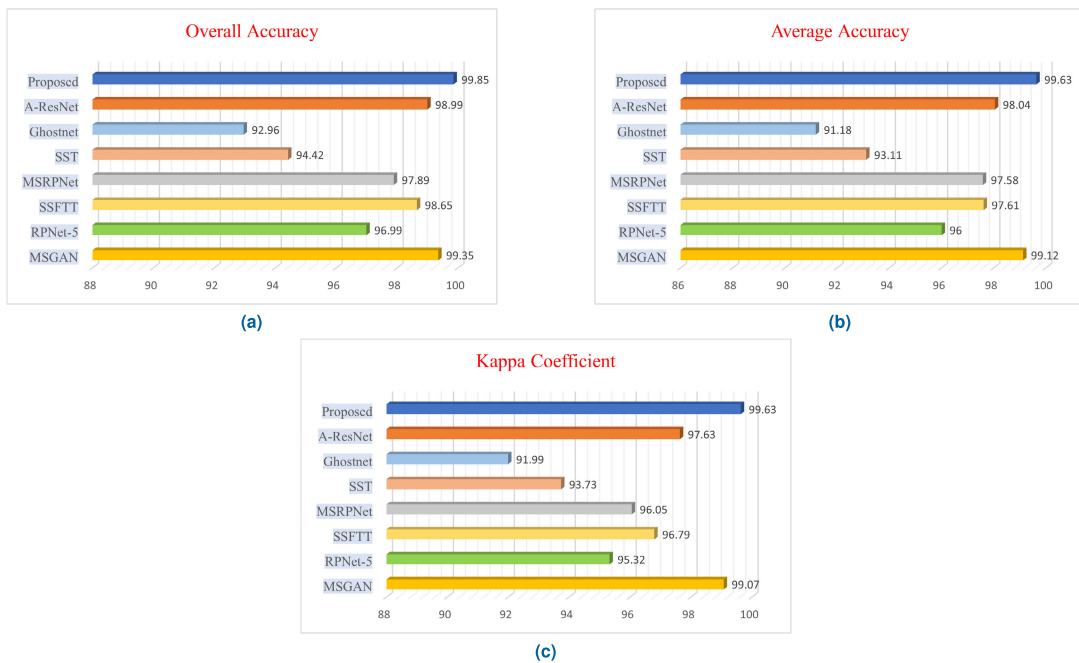 Overall Accuracy
Proposcd 99.85
A-ResNet 98.99
Ghostnet 92.96
SST 94.42
MSRPNet 97.89
SSFTT 98.65
RPNet-5 96.99
MSGAN 99.35
88 90 92 94 96 98 100
(a)
Average Accuracy
Proposcd 99.63
A-ResNet 98.04
Ghostnet 91.18
SST 93.11
MSRPNet 97.58
SSFTT 97.61
RPNet-5 96
MSGAN 99.12
86 88 90 92 94 96 98 100
(b)
Kappa Coefficient
Proposcd 99.63
A-ResNet 97.63
Ghostnet 91.99
SST 93.73
MSRPNet 96.05
SSFTT 96.79
RPNet-5 95.32
MSGAN 99.07
88 90 92 94 96 98 100
(c)